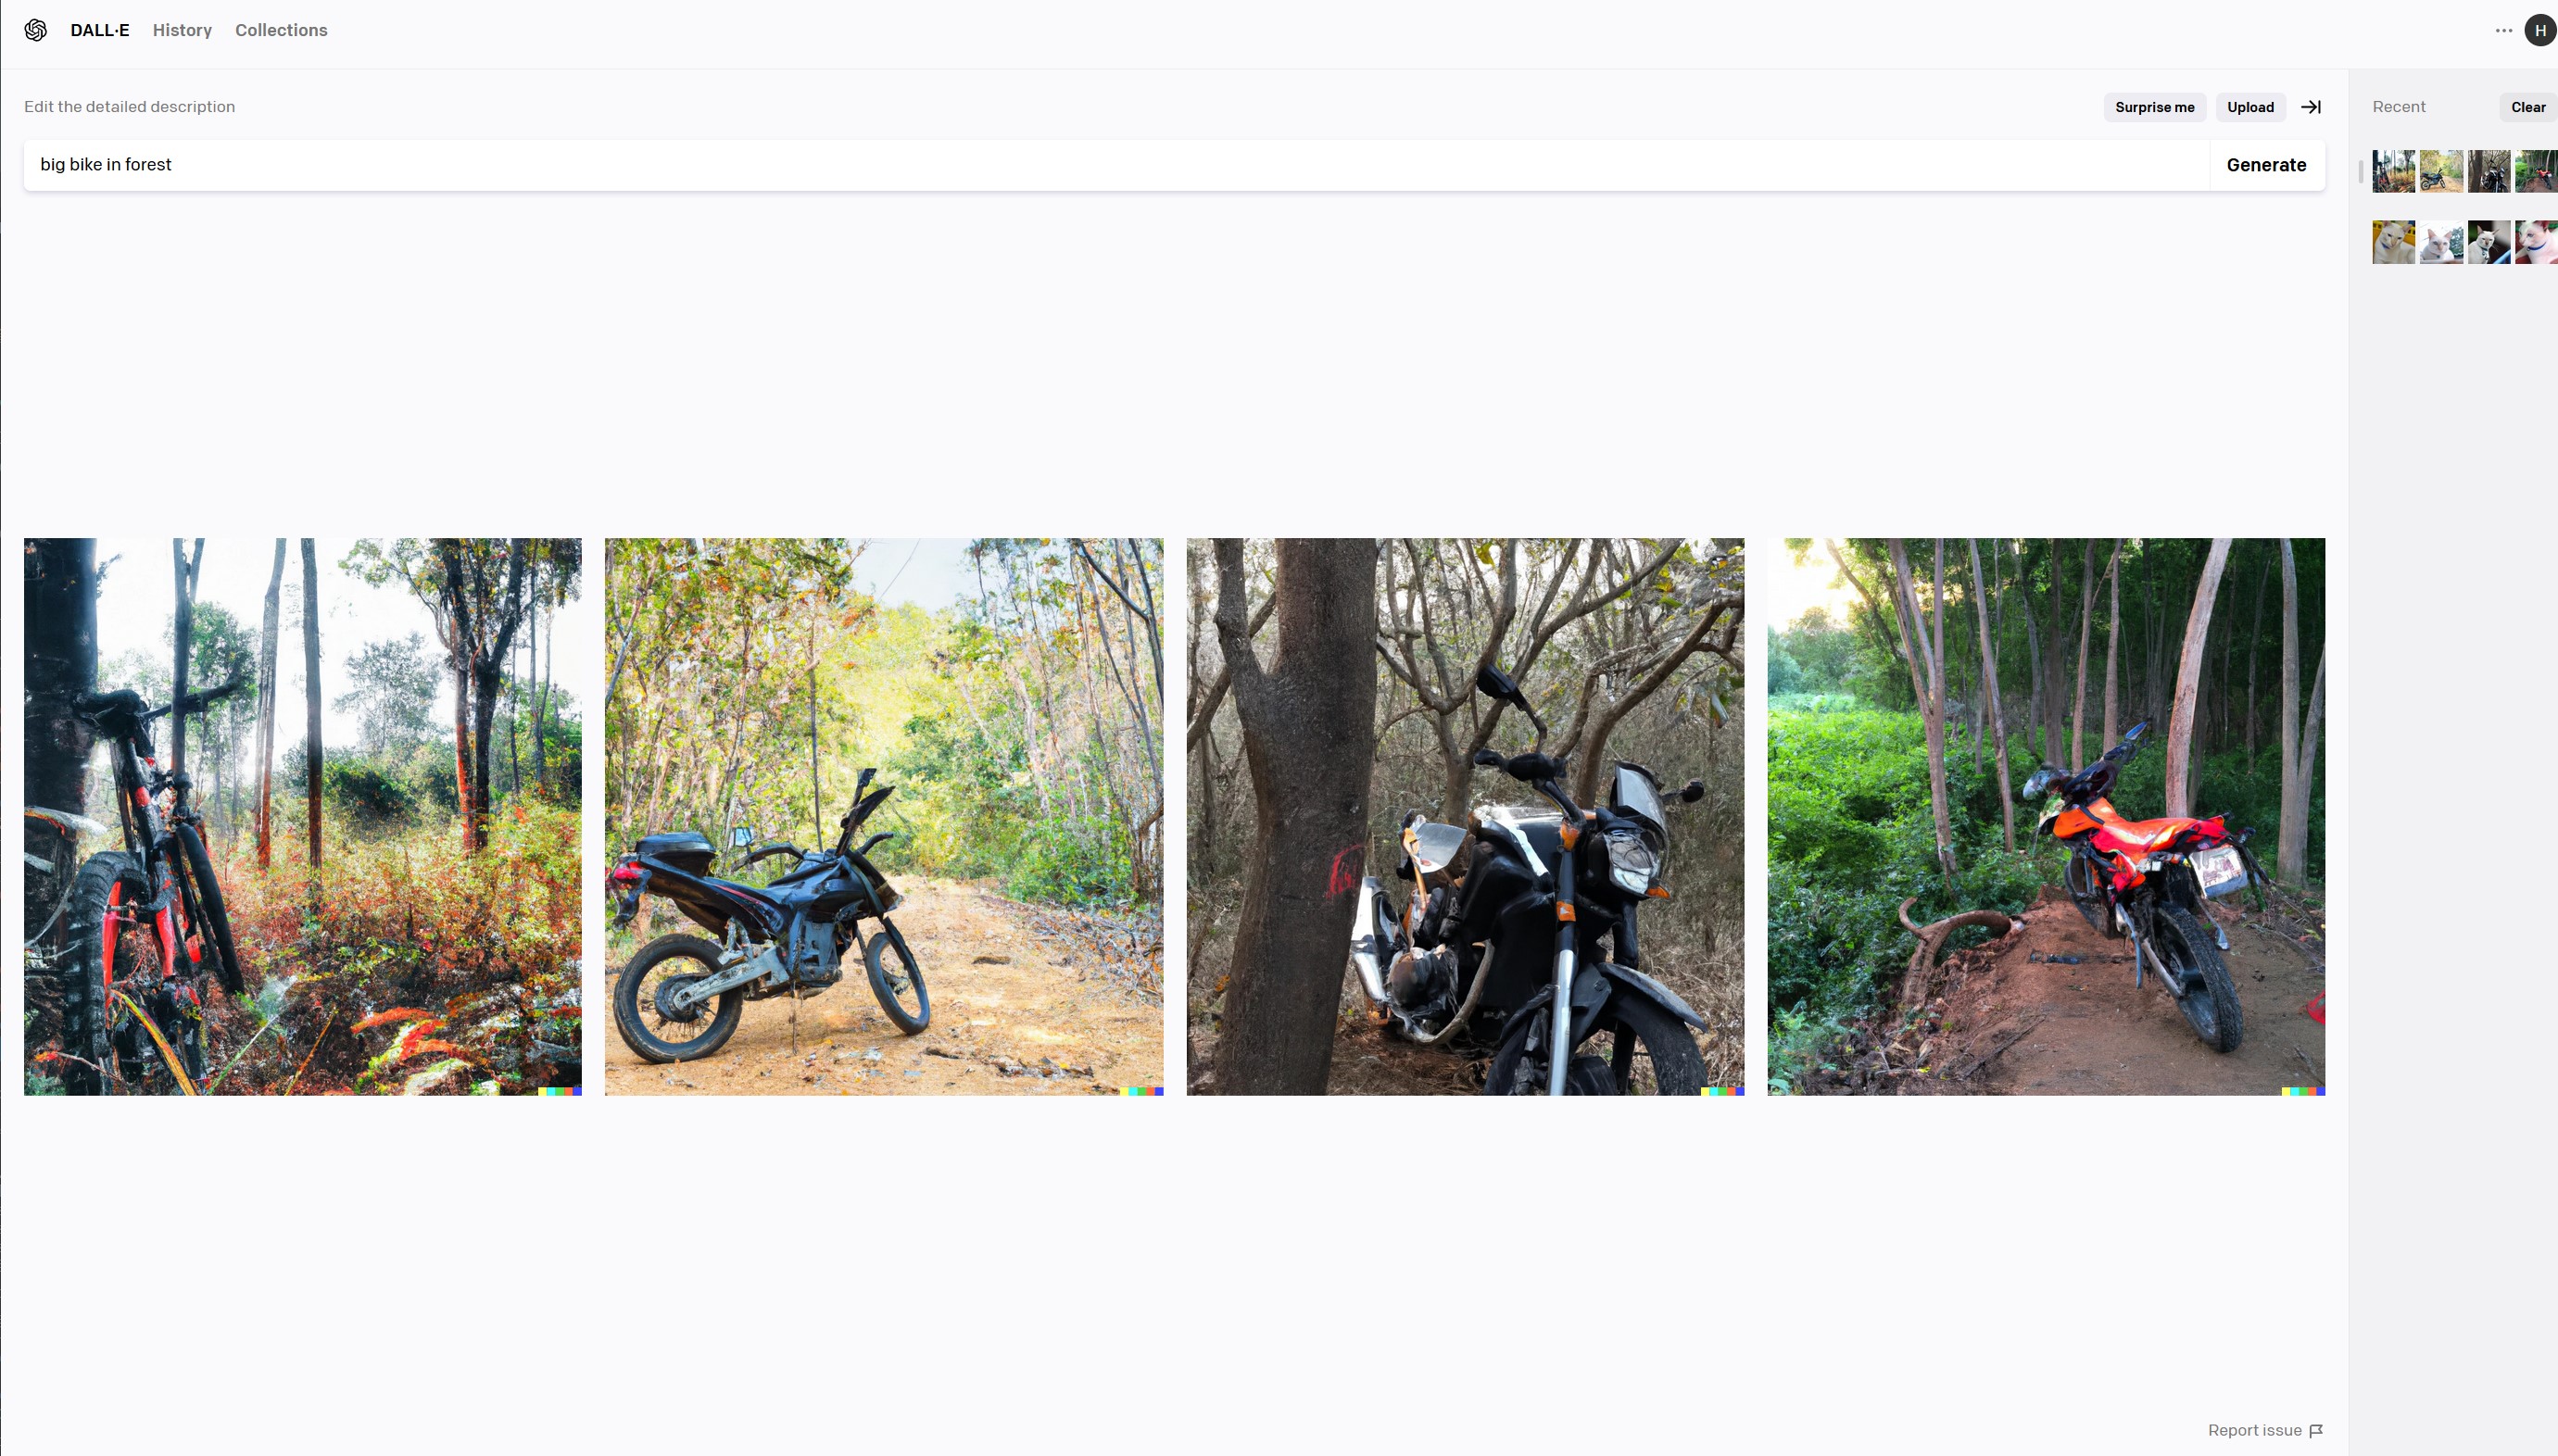 DALL·E History Collections
H
Edit the detailed description
Surprise me Upload
Recent Clear
big bike in forest
Generate
Report issue